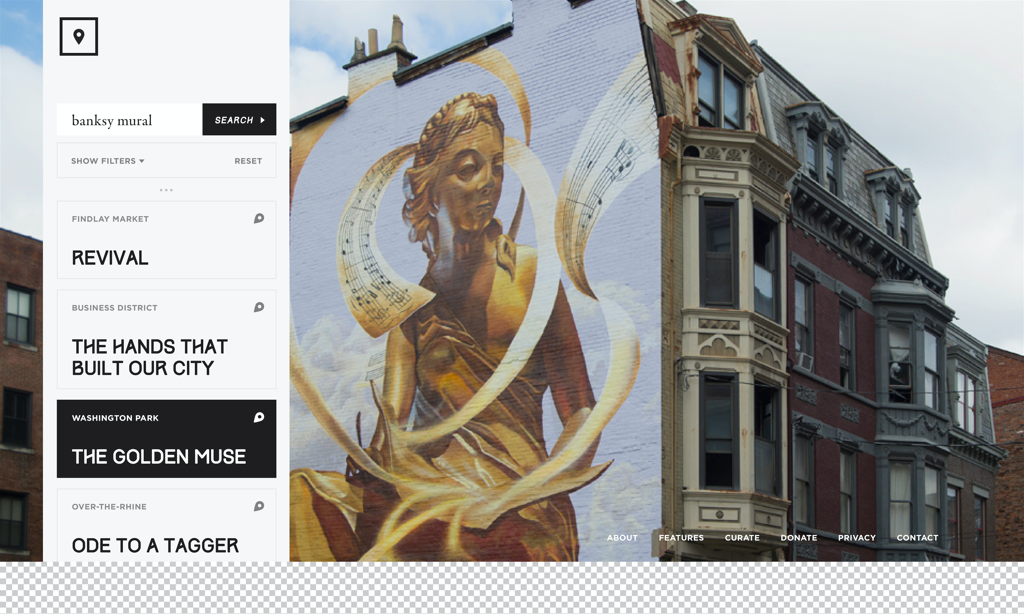 banksy mural
SEARCH
SHOW FILTERS
RESET
FINDLAY MARKET
REVIVAL
BUSINESS DISTRICT
THE HANDS THAT
BUILT OUR CITY
WASHINGTON PARK
THE GOLDEN MUSE
OVER-THE-RHINE
ODE TO A TAGGER
ABOUT FEATURES CURATE DONATE PRIVACY CONTACT